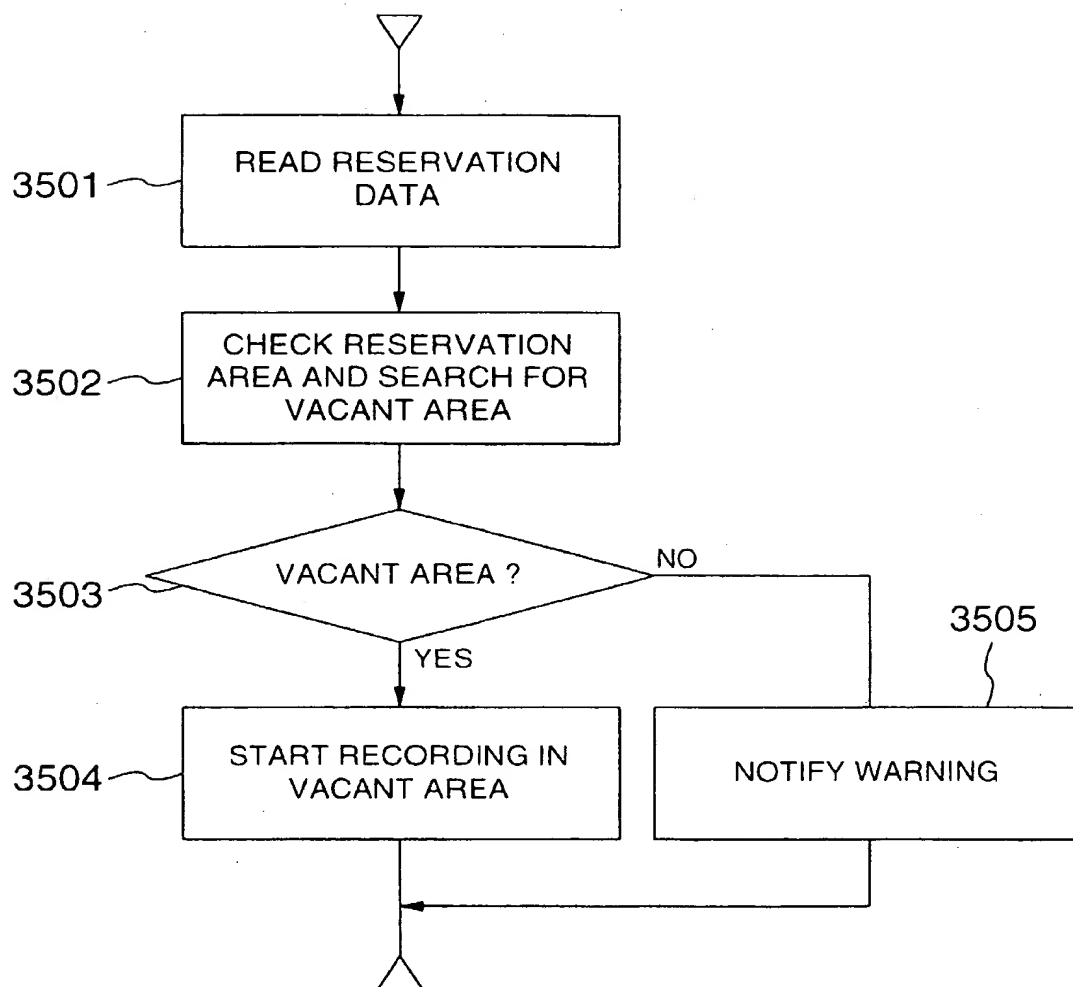 3501
READ RESERVATION
DATA
3502
CHECK RESERVATION
AREA AND SEARCH FOR
VACANT AREA
3503
VACANT AREA ?
NO
YES
3505
3504
START RECORDING IN
VACANT AREA
NOTIFY WARNING